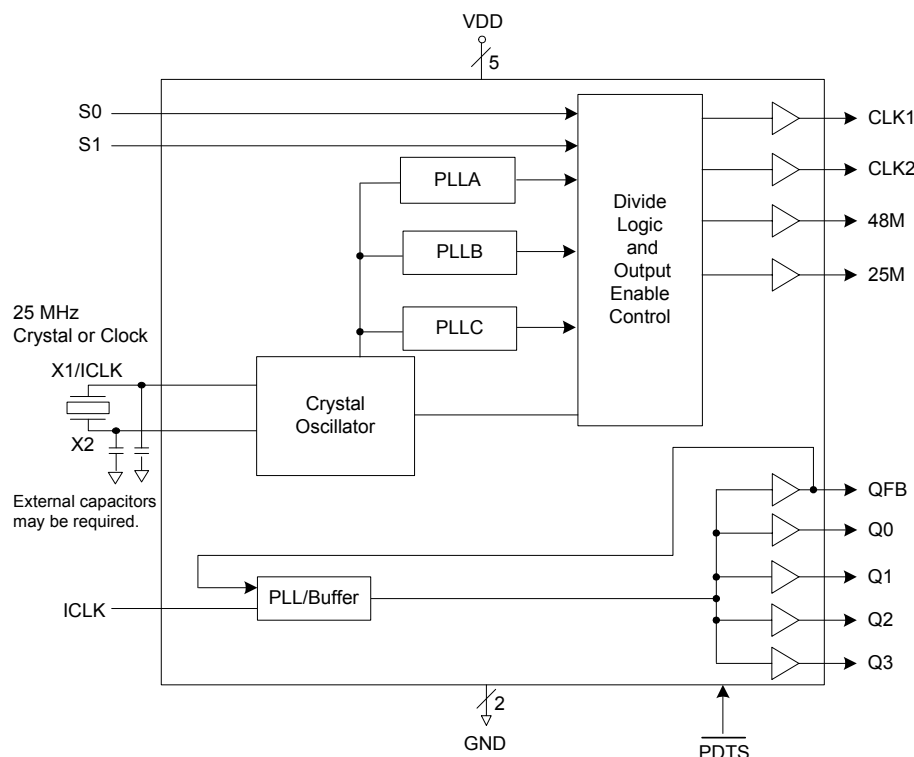 VDD
5
S0
S1
PLLA
PLLB
PLLC
Divide
Logic
and
Output
Enable
Control
CLK1
CLK2
48M
25M
25 MHz
Crystal or Clock
X1/ICLK
X2
Crystal
Oscillator
External capacitors
may be required.
ICLK
PLL/Buffer
QFB
Q0
Q1
Q2
Q3
2
GND
PDTS